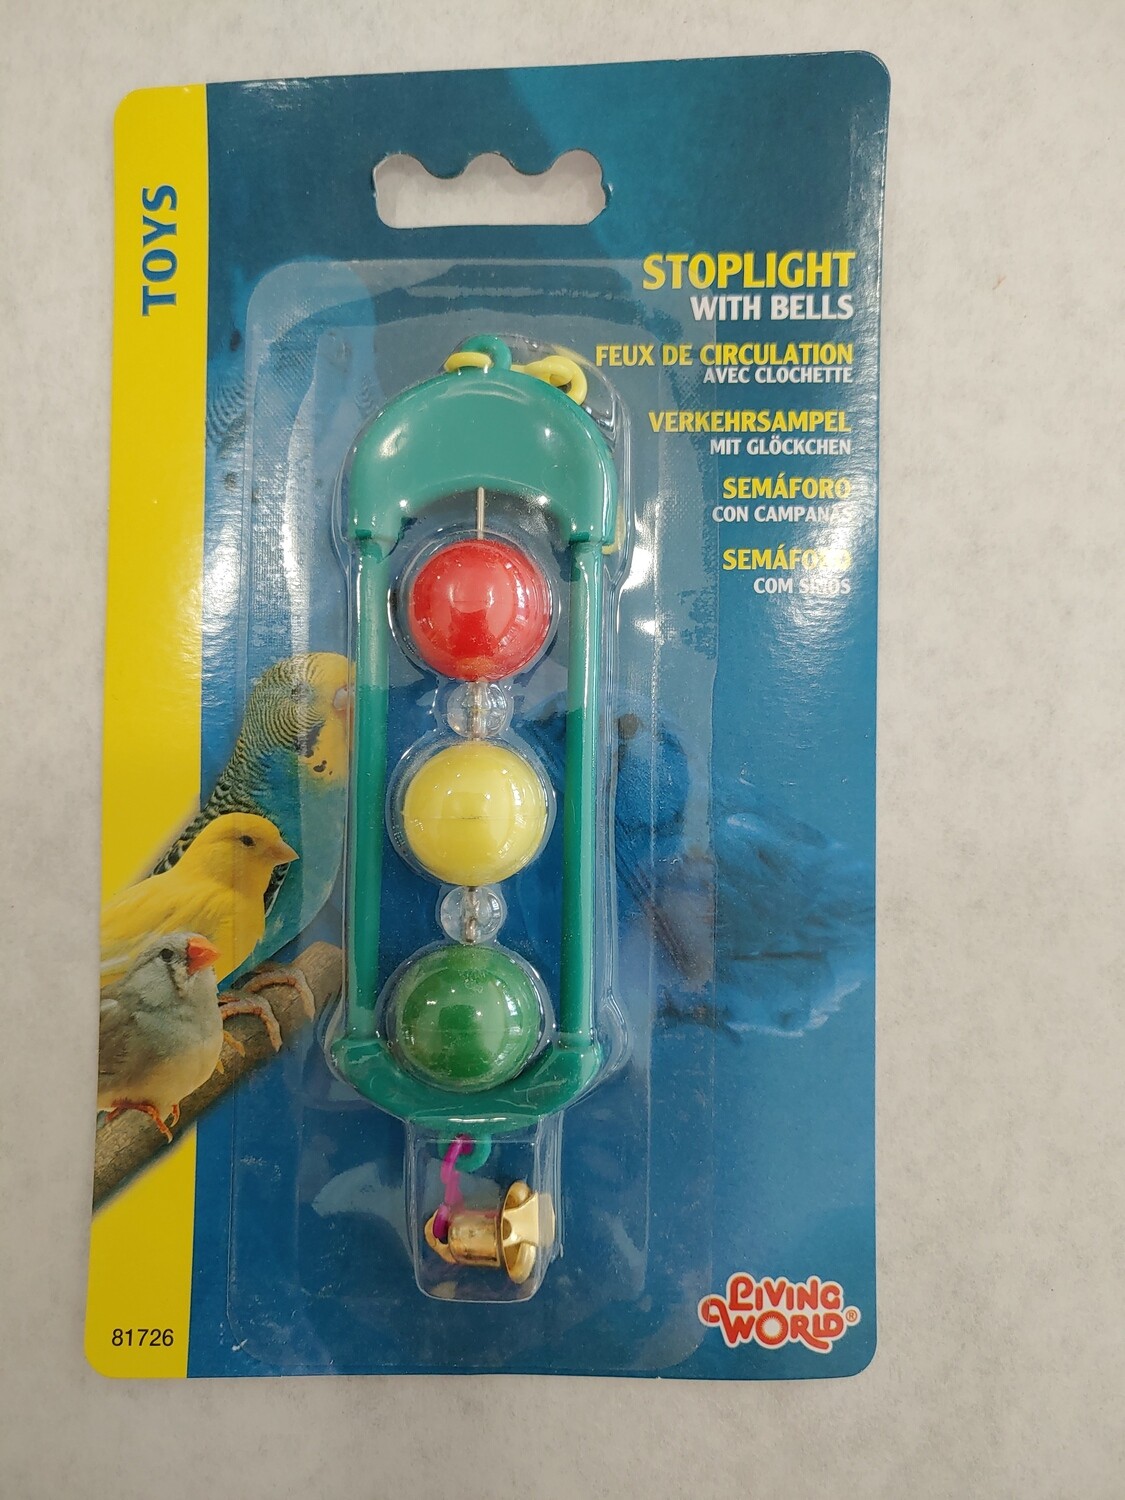 TOYS
STOPLIGHT
WITH BELLS
FEUX DE CIRCULATION
AVEC CLOCHETTE
VERKEHRSAMPEL
MIT GLÖCKCHEN
SEMÁFORO
CON CAMPANAS
SEMÁFORO
COM SINOS
81726
LIVING
WORLD®